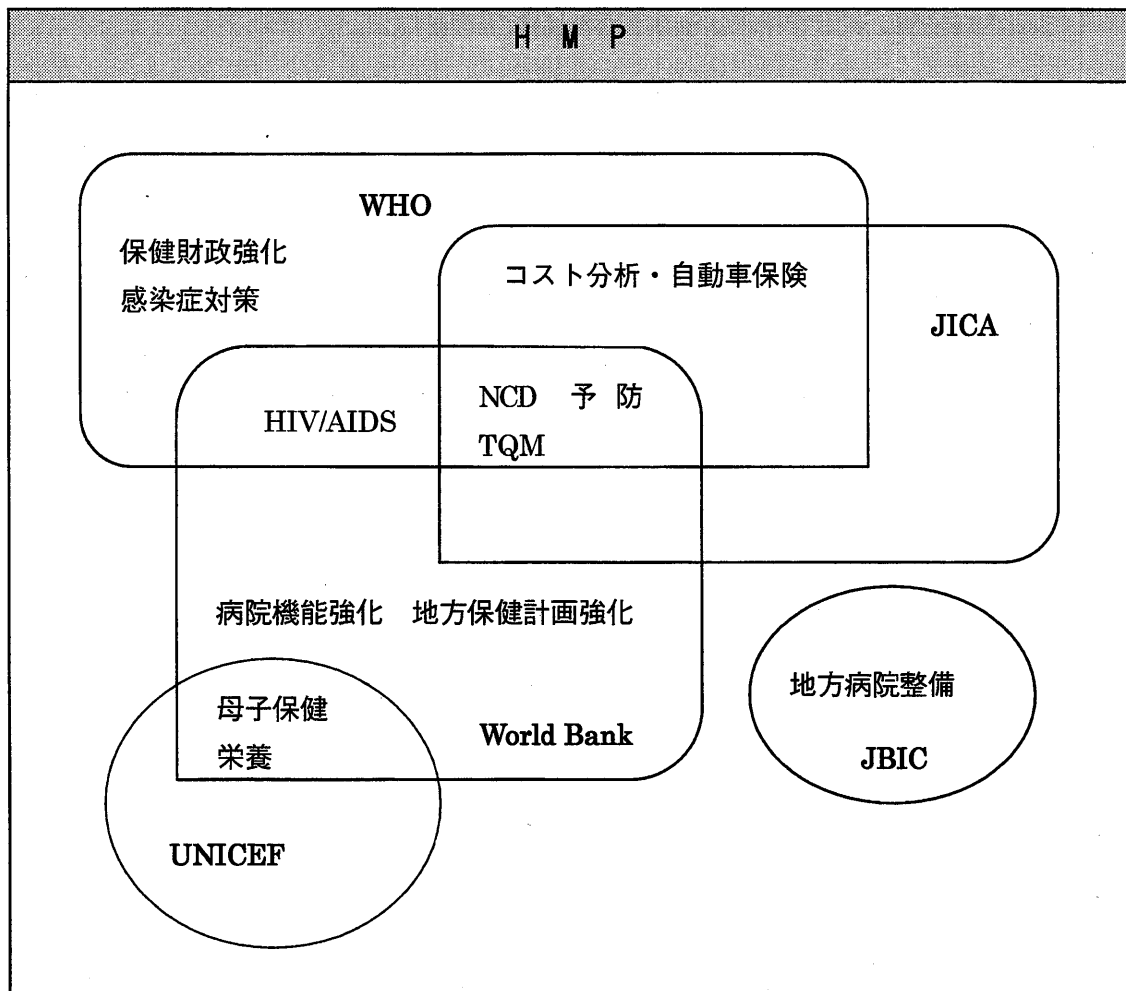 H M P
WHO
保健財政強化
感染症対策
コスト分析・自動車保険
JICA
HIV/AIDS
NCD 予 防
TQM
病院機能強化 地方保健計画強化
母子保健
栄養
World Bank
地方病院整備
JBIC
UNICEF